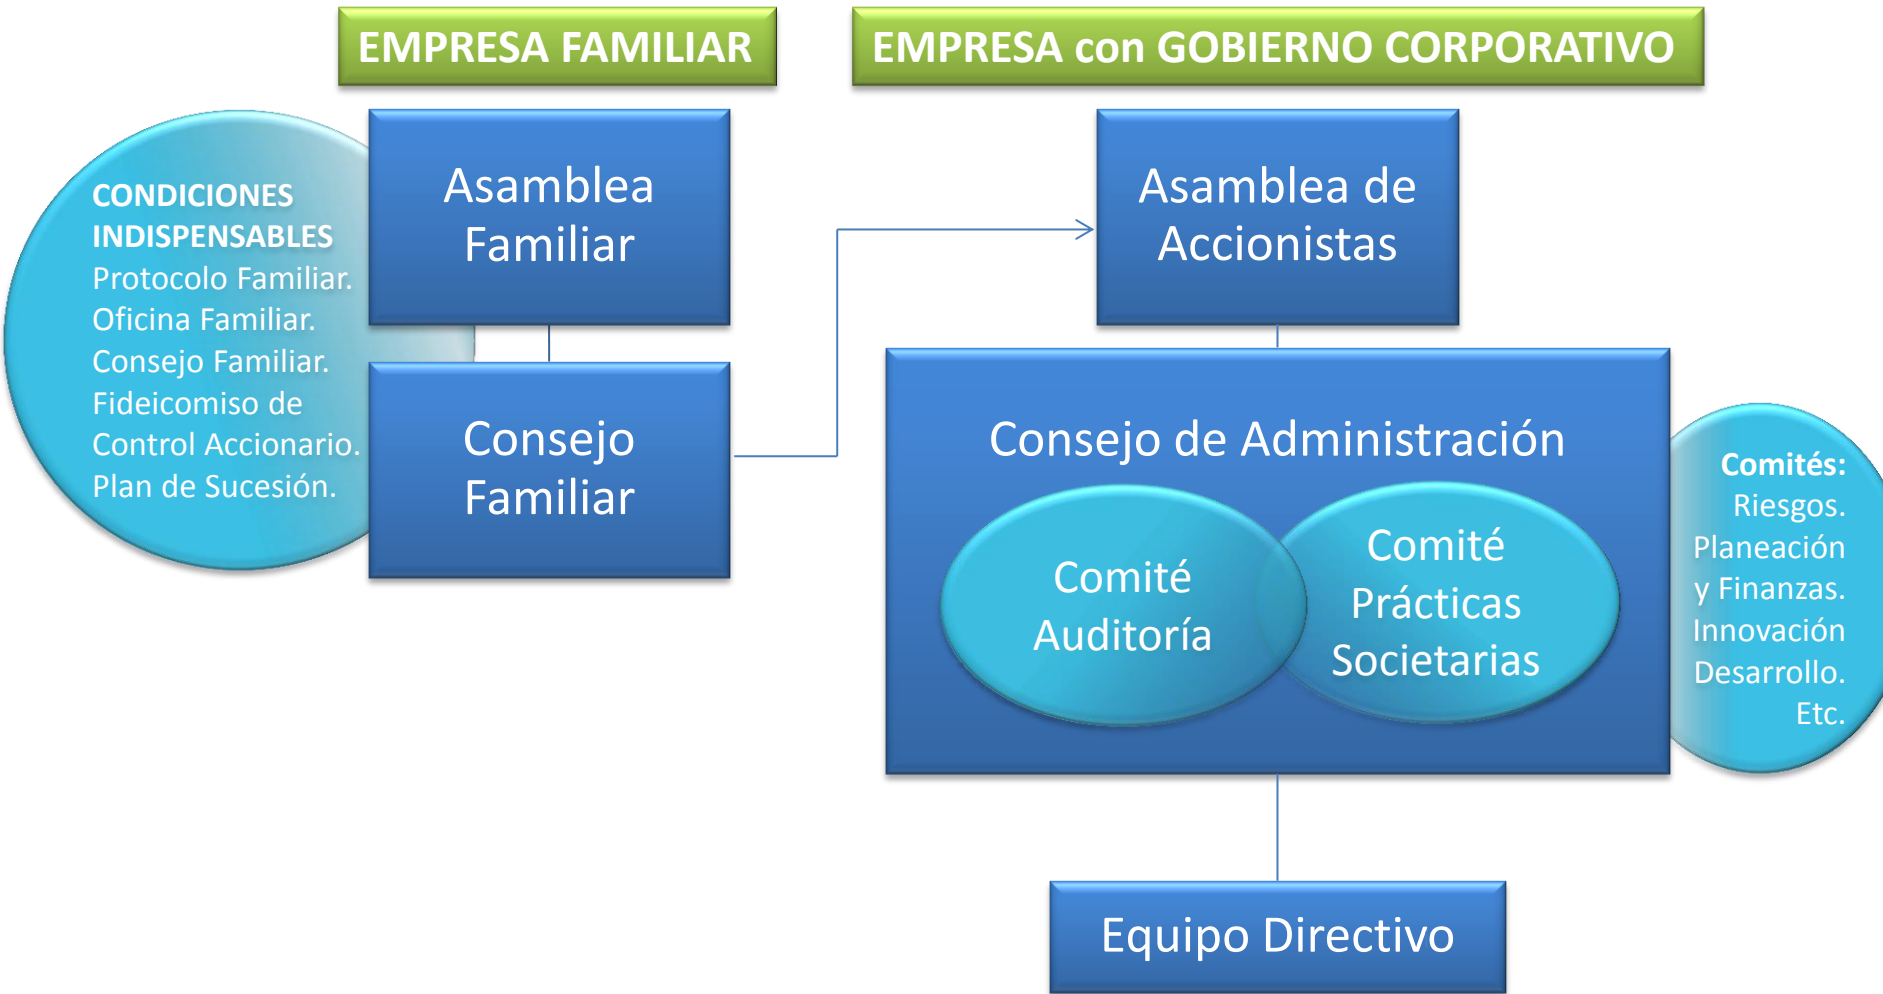 EMPRESA FAMILIAR
EMPRESA con GOBIERNO CORPORATIVO
CONDICIONES
INDISPENSABLES
Protocolo Familiar.
Oficina Familiar.
Consejo Familiar.
Fideicomiso de
Control Accionario.
Plan de Sucesión.
Asamblea
Familiar
Consejo
Familiar
Asamblea de
Accionistas
Consejo de Administración
Comité
Auditoría
Comité
Prácticas
Societarias
Comités:
Riesgos.
Planeación
y Finanzas.
Innovación
Desarrollo.
Etc.
Equipo Directivo